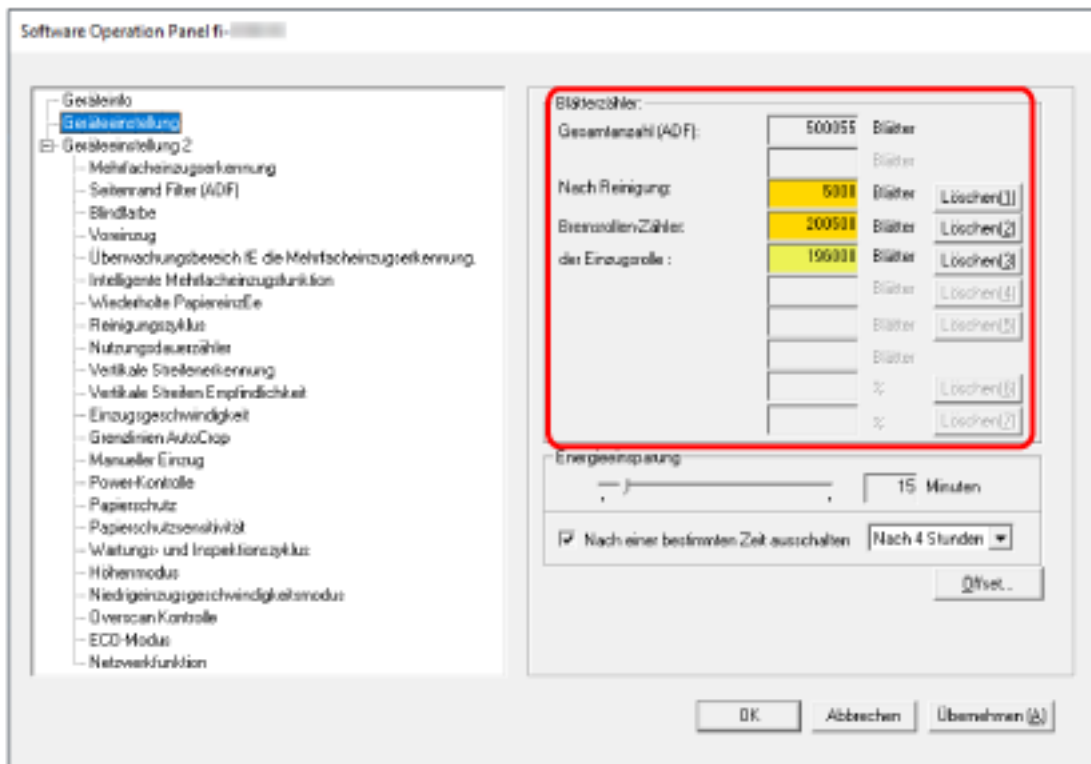 Software Operation Panel fi-
Geräteinfo
Geräteeinstellung
Geräteeinstellung 2
Mehrfacheinzugserkennung
Seitenrand Filter (ADF)
Blindfarbe
Voreinzug
Überwachungsbereich fE die Mehrfacheinzugserkennung.
Intelligente Mehrfacheinzugsfunktion
Wiederholte PapiereinzEe
Reinigungszyklus
Nutzungsdauerzähler
Vertikale Streifenerkennung
Vertikale Streifen Empfindlichkeit
Einzugsgeschwindigkeit
Grenzlinien AutoCrop
Manueller Einzug
Power-Kontrolle
Papierschutz
Papierschutzsensitivität
Wartungs- und Inspektionszyklus
Höhenmodus
Niedrigeinzugsgeschwindigkeitsmodus
Overscan Kontrolle
ECO-Modus
Netzwerkfunktion
Blätterzähler:
Gesamtanzahl (ADF): 500055 Blätter
Blätter
Nach Reinigung: 5000 Blätter Löschen(1)
Bremsrollen-Zähler: 200500 Blätter Löschen(2)
der Einzugsrolle : 196000 Blätter Löschen(3)
Blätter Löschen(4)
Blätter Löschen(5)
Blätter
% Löschen(6)
% Löschen(7)
Energieeinsparung
15 Minuten
Nach einer bestimmten Zeit ausschalten Nach 4 Stunden
Offset...
OK Abbrechen Übernehmen (A)